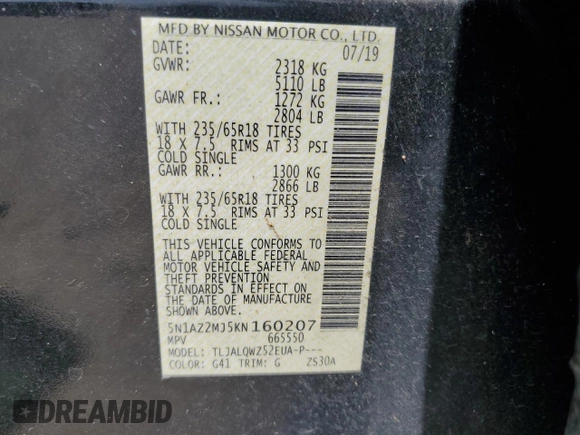 MFD BY NISSAN MOTOR CO., LTD.
DATE: 07/19
GVWR: 2318 KG
5110 LB
GAWR FR.: 1272 KG
2804 LB
WITH 235/65R18 TIRES
18 X 7.5 RIMS AT 33 PSI
COLD SINGLE
GAWR RR.: 1300 KG
2866 LB
WITH 235/65R18 TIRES
18 X 7.5 RIMS AT 33 PSI
COLD SINGLE
THIS VEHICLE CONFORMS TO
ALL APPLICABLE FEDERAL
MOTOR VEHICLE SAFETY AND
THEFT PREVENTION
STANDARDS IN EFFECT ON
THE DATE OF MANUFACTURE
SHOWN ABOVE.
5N1AZ2MJ5KN160207
MPV 665550
MODEL: TLJALQWZ52EUA-P---
COLOR: G41 TRIM: G ZS30A
DREAMBID